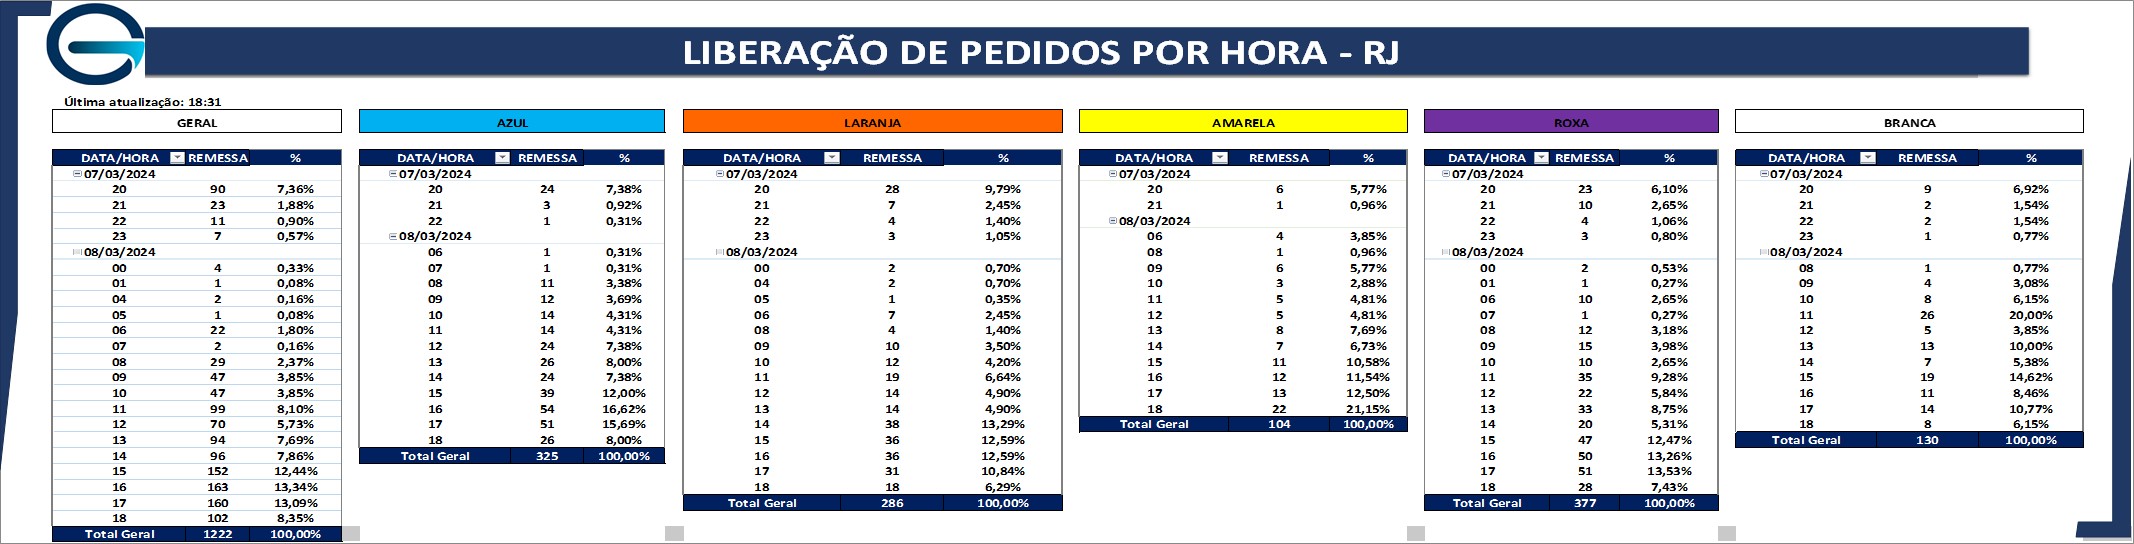 LIBERAÇÃO DE PEDIDOS POR HORA - RJ
Última atualização: 18:31
GERAL
DATA/HORA REMESSA %
07/03/2024
20 90 7,36%
21 23 1,88%
22 11 0,90%
23 7 0,57%
08/03/2024
00 4 0,33%
01 1 0,08%
04 2 0,16%
05 1 0,08%
06 22 1,80%
07 2 0,16%
08 29 2,37%
09 47 3,85%
10 47 3,85%
11 99 8,10%
12 70 5,73%
13 94 7,69%
14 96 7,86%
15 152 12,44%
16 163 13,34%
17 160 13,09%
18 102 8,35%
Total Geral 1222 100,00%
AZUL
DATA/HORA REMESSA %
07/03/2024
20 24 7,38%
21 3 0,92%
22 1 0,31%
08/03/2024
06 1 0,31%
07 1 0,31%
08 11 3,38%
09 12 3,69%
10 14 4,31%
11 14 4,31%
12 24 7,38%
13 26 8,00%
14 24 7,38%
15 39 12,00%
16 54 16,62%
17 51 15,69%
18 26 8,00%
Total Geral 325 100,00%
LARANJA
DATA/HORA REMESSA %
07/03/2024
20 28 9,79%
21 7 2,45%
22 4 1,40%
23 3 1,05%
08/03/2024
00 2 0,70%
04 2 0,70%
05 1 0,35%
06 7 2,45%
08 4 1,40%
09 10 3,50%
10 12 4,20%
11 19 6,64%
12 14 4,90%
13 14 4,90%
14 38 13,29%
15 36 12,59%
16 36 12,59%
17 31 10,84%
18 18 6,29%
Total Geral 286 100,00%
AMARELA
DATA/HORA REMESSA %
07/03/2024
20 6 5,77%
21 1 0,96%
08/03/2024
06 4 3,85%
08 1 0,96%
09 6 5,77%
10 3 2,88%
11 5 4,81%
12 5 4,81%
13 8 7,69%
14 7 6,73%
15 11 10,58%
16 12 11,54%
17 13 12,50%
18 22 21,15%
Total Geral 104 100,00%
ROXA
DATA/HORA REMESSA %
07/03/2024
20 23 6,10%
21 10 2,65%
22 4 1,06%
23 3 0,80%
08/03/2024
00 2 0,53%
01 1 0,27%
06 10 2,65%
07 1 0,27%
08 12 3,18%
09 15 3,98%
10 10 2,65%
11 35 9,28%
12 22 5,84%
13 33 8,75%
14 20 5,31%
15 47 12,47%
16 50 13,26%
17 51 13,53%
18 28 7,43%
Total Geral 377 100,00%
BRANCA
DATA/HORA REMESSA %
07/03/2024
20 9 6,92%
21 2 1,54%
22 2 1,54%
23 1 0,77%
08/03/2024
08 1 0,77%
09 4 3,08%
10 8 6,15%
11 26 20,00%
12 5 3,85%
13 13 10,00%
14 7 5,38%
15 19 14,62%
16 11 8,46%
17 14 10,77%
18 8 6,15%
Total Geral 130 100,00%